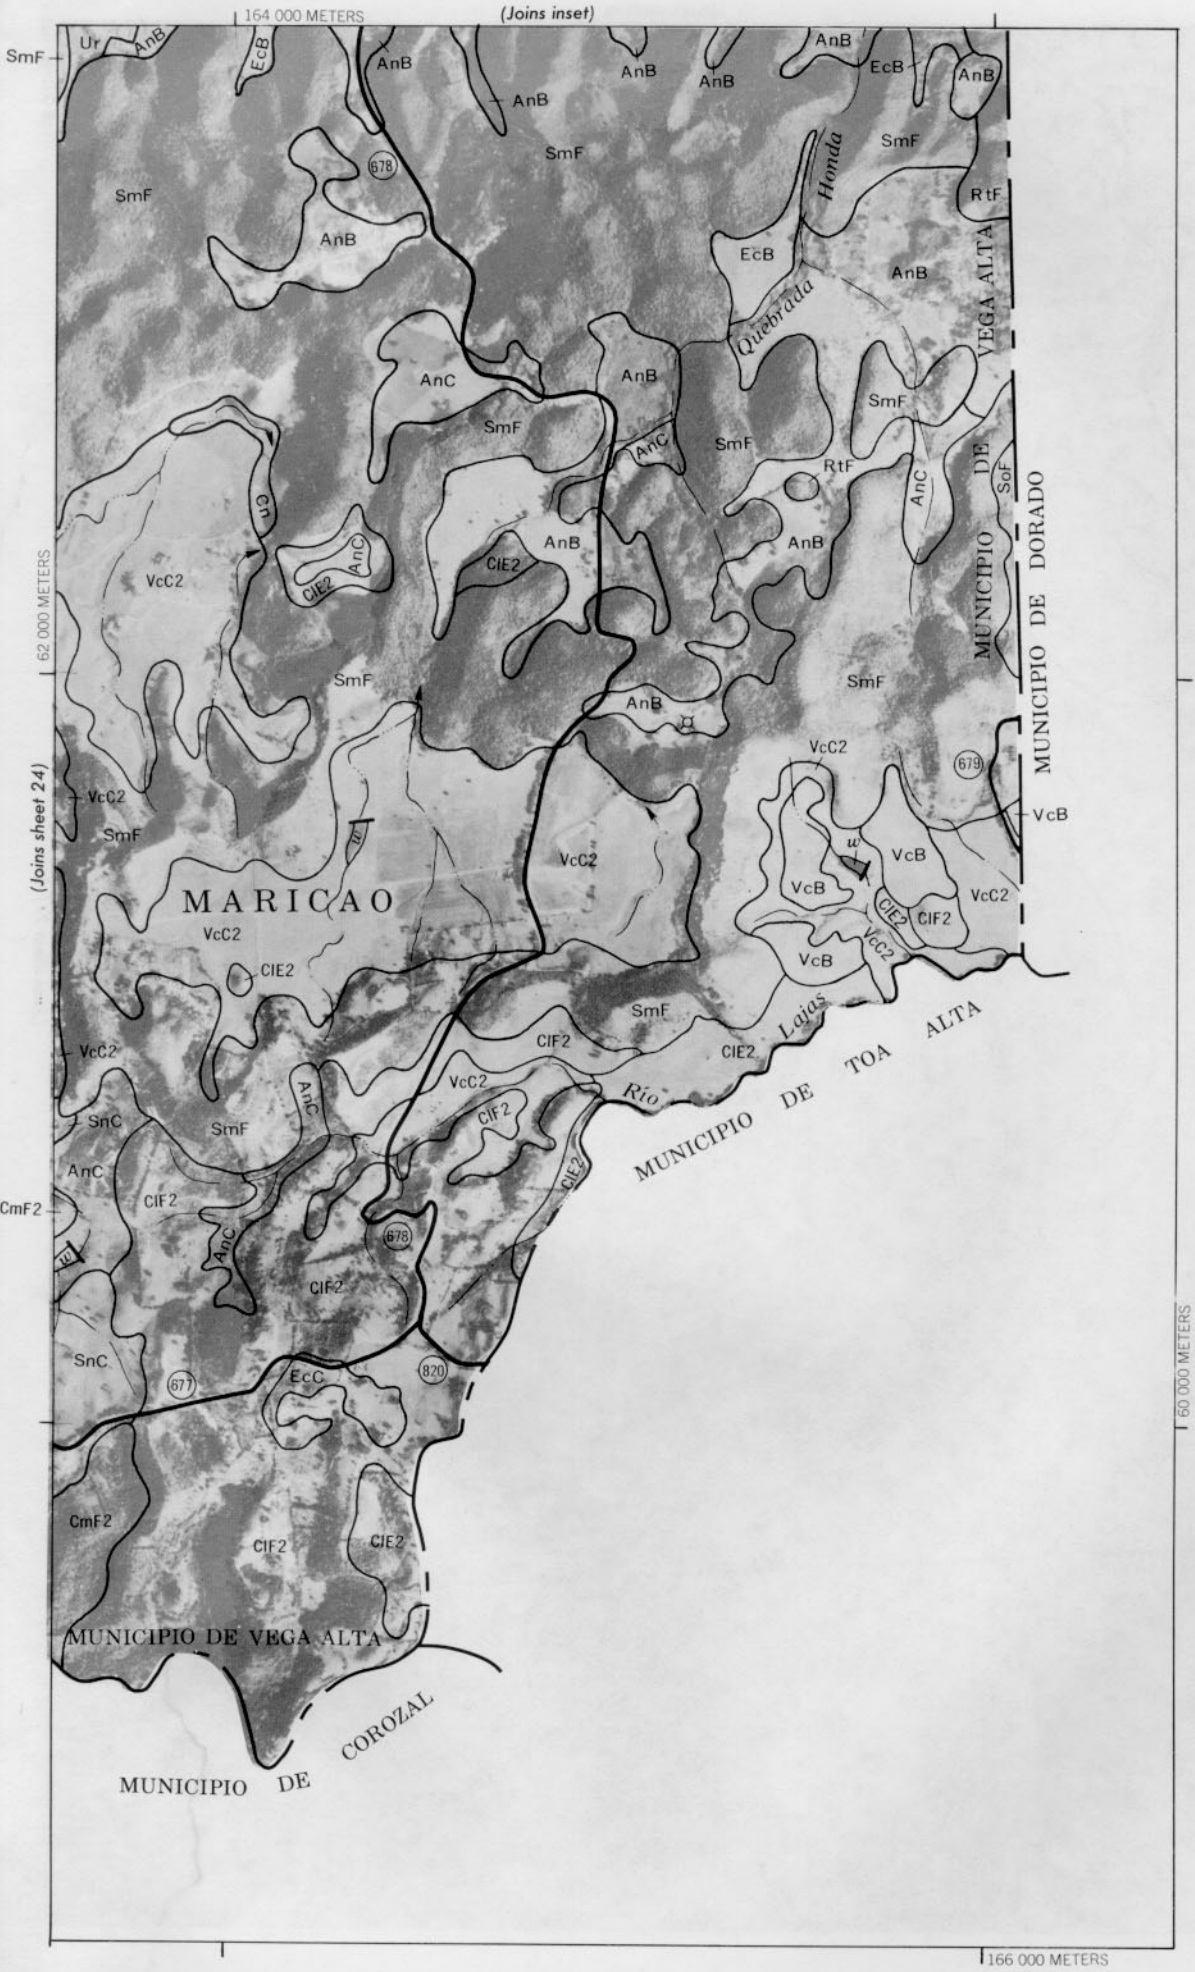 164 000 METERS
(Joins inset)
SmF
Ur
AnB
EcB
AnB
AnB
AnB
AnB
AnB
EcB
AnB
SmF
SmF
Honda
678
SmF
RtF
AnB
EcB
AnB
Quebrada
VEGA ALTA
AnC
AnB
SmF
SmF
AnC
SmF
RtF
AnC
DE
SoF
Cn
AnB
AnB
ClE2
AnC
ClE2
VcC2
MUNICIPIO
MUNICIPIO DE DORADO
62 000 METERS
SmF
SmF
AnB
VcC2
679
VcC2
SmF
(Joins sheet 24)
w
w
VcB
VcC2
VcB
VcB
VcC2
MARICAO
ClE2
ClF2
VcC2
VcC2
VcB
ClE2
SmF
Lajas
ALTA
ClF2
ClE2
TOA
VcC2
VcC2
Río
DE
AnC
ClF2
SnC
SmF
MUNICIPIO
AnC
ClE2
ClF2
CmF2
AnC
678
w
ClF2
SnC
820
EcC
677
60 000 METERS
CmF2
ClF2
ClE2
MUNICIPIO DE VEGA ALTA
COROZAL
MUNICIPIO DE
166 000 METERS